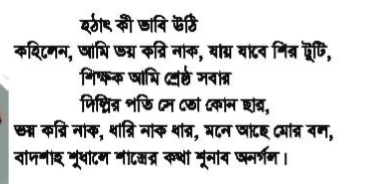 হঠাৎ কী ভাবি উঠি
কহিলেন, আমি ভয় করি নাক, যায় যাবে শির টুটি,
শিক্ষক আমি শ্রেষ্ঠ সবার
দিল্লির পতি সে তো কোন ছার,
ভয় করি নাক, ধারি নাক ধার, মনে আছে মোর বল,
বাদশাহ শুধালে শাস্ত্রের কথা শুনাব অনর্গল।